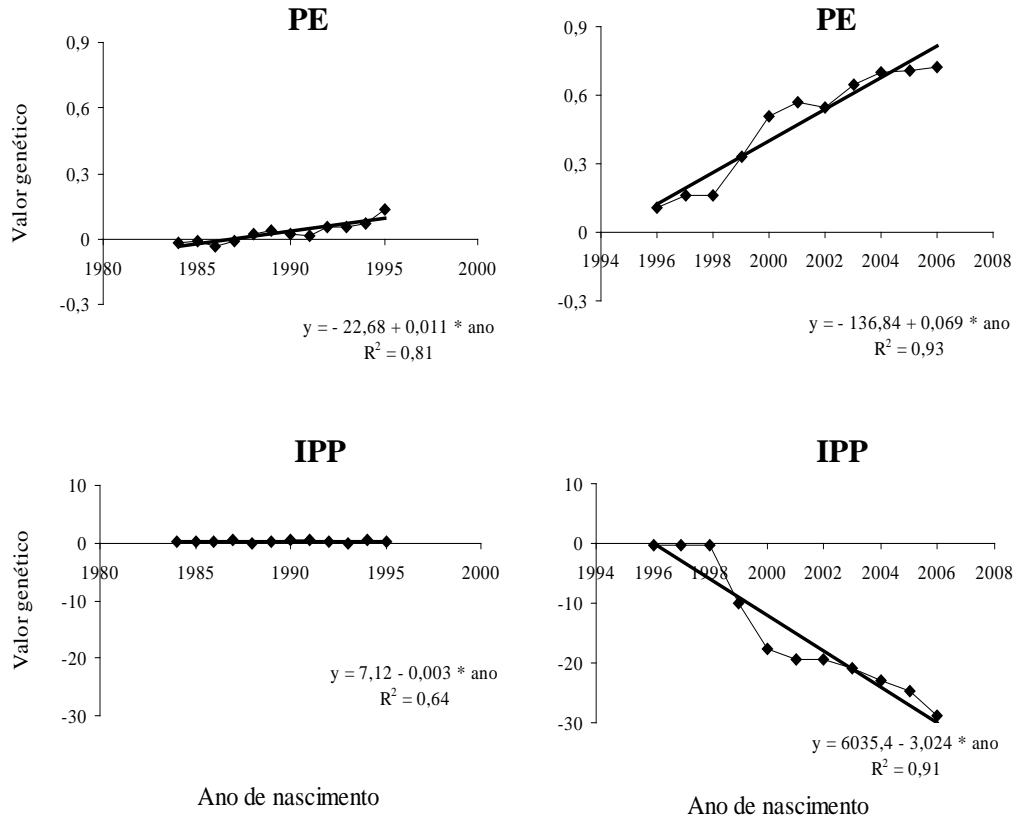 PE
0,9
0,6
0,3
0
-0,3
1980 1985 1990 1995 2000
Valor genético
y = - 22,68 + 0,011 * ano
R² = 0,81
PE
0,9
0,6
0,3
0
-0,3
1994 1996 1998 2000 2002 2004 2006 2008
y = - 136,84 + 0,069 * ano
R² = 0,93
IPP
10
0
-10
-20
-30
1980 1985 1990 1995 2000
Valor genético
y = 7,12 - 0,003 * ano
R² = 0,64
Ano de nascimento
IPP
10
0
-10
-20
-30
1994 1996 1998 2000 2002 2004 2006 2008
y = 6035,4 - 3,024 * ano
R² = 0,91
Ano de nascimento